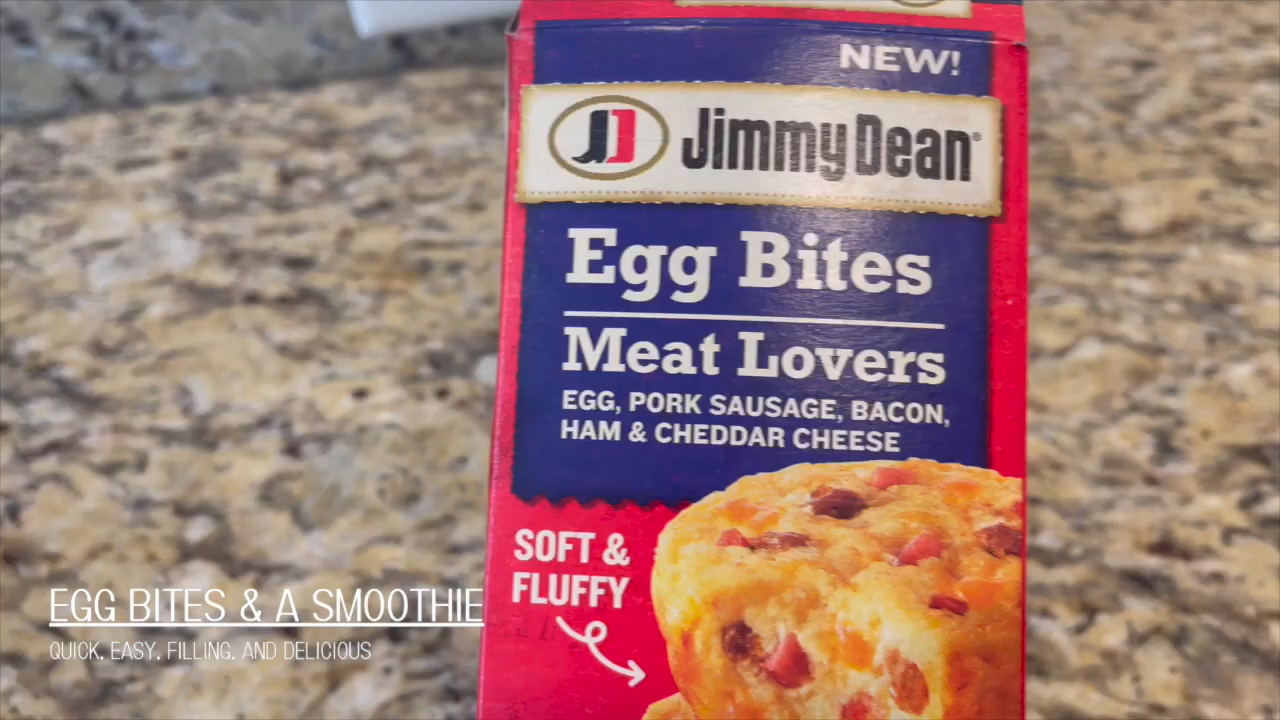 NEW!
JD Jimmy Dean®
Egg Bites
Meat Lovers
EGG, PORK SAUSAGE, BACON,
HAM & CHEDDAR CHEESE
SOFT &
FLUFFY
EGG BITES & A SMOOTHIE
QUICK, EASY, FILLING, AND DELICIOUS